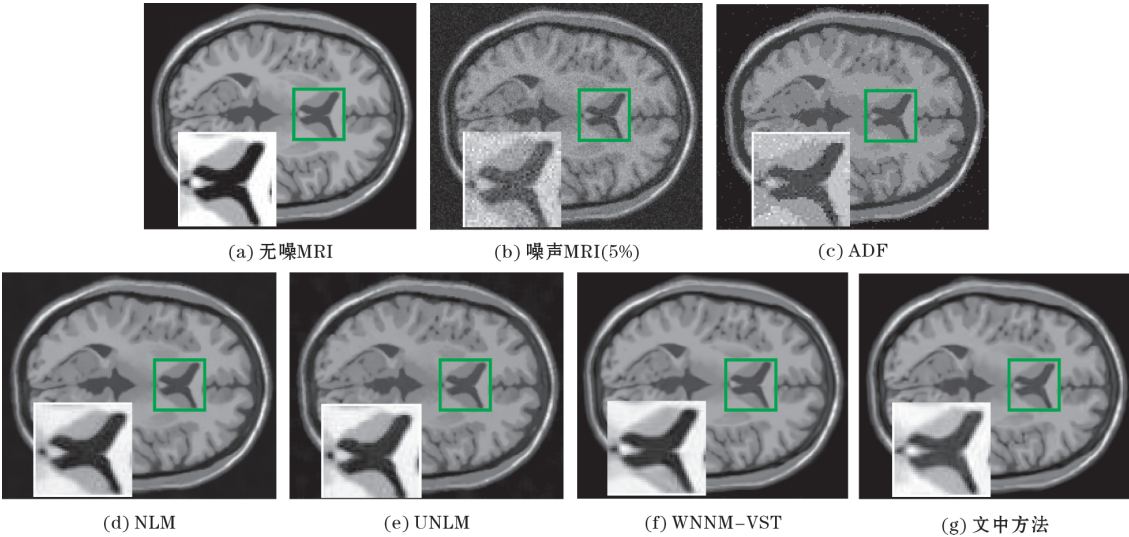 (a) 无噪MRI
(b) 噪声MRI(5%)
(c) ADF
(d) NLM
(e) UNLM
(f) WNNM-VST
(g) 文中方法